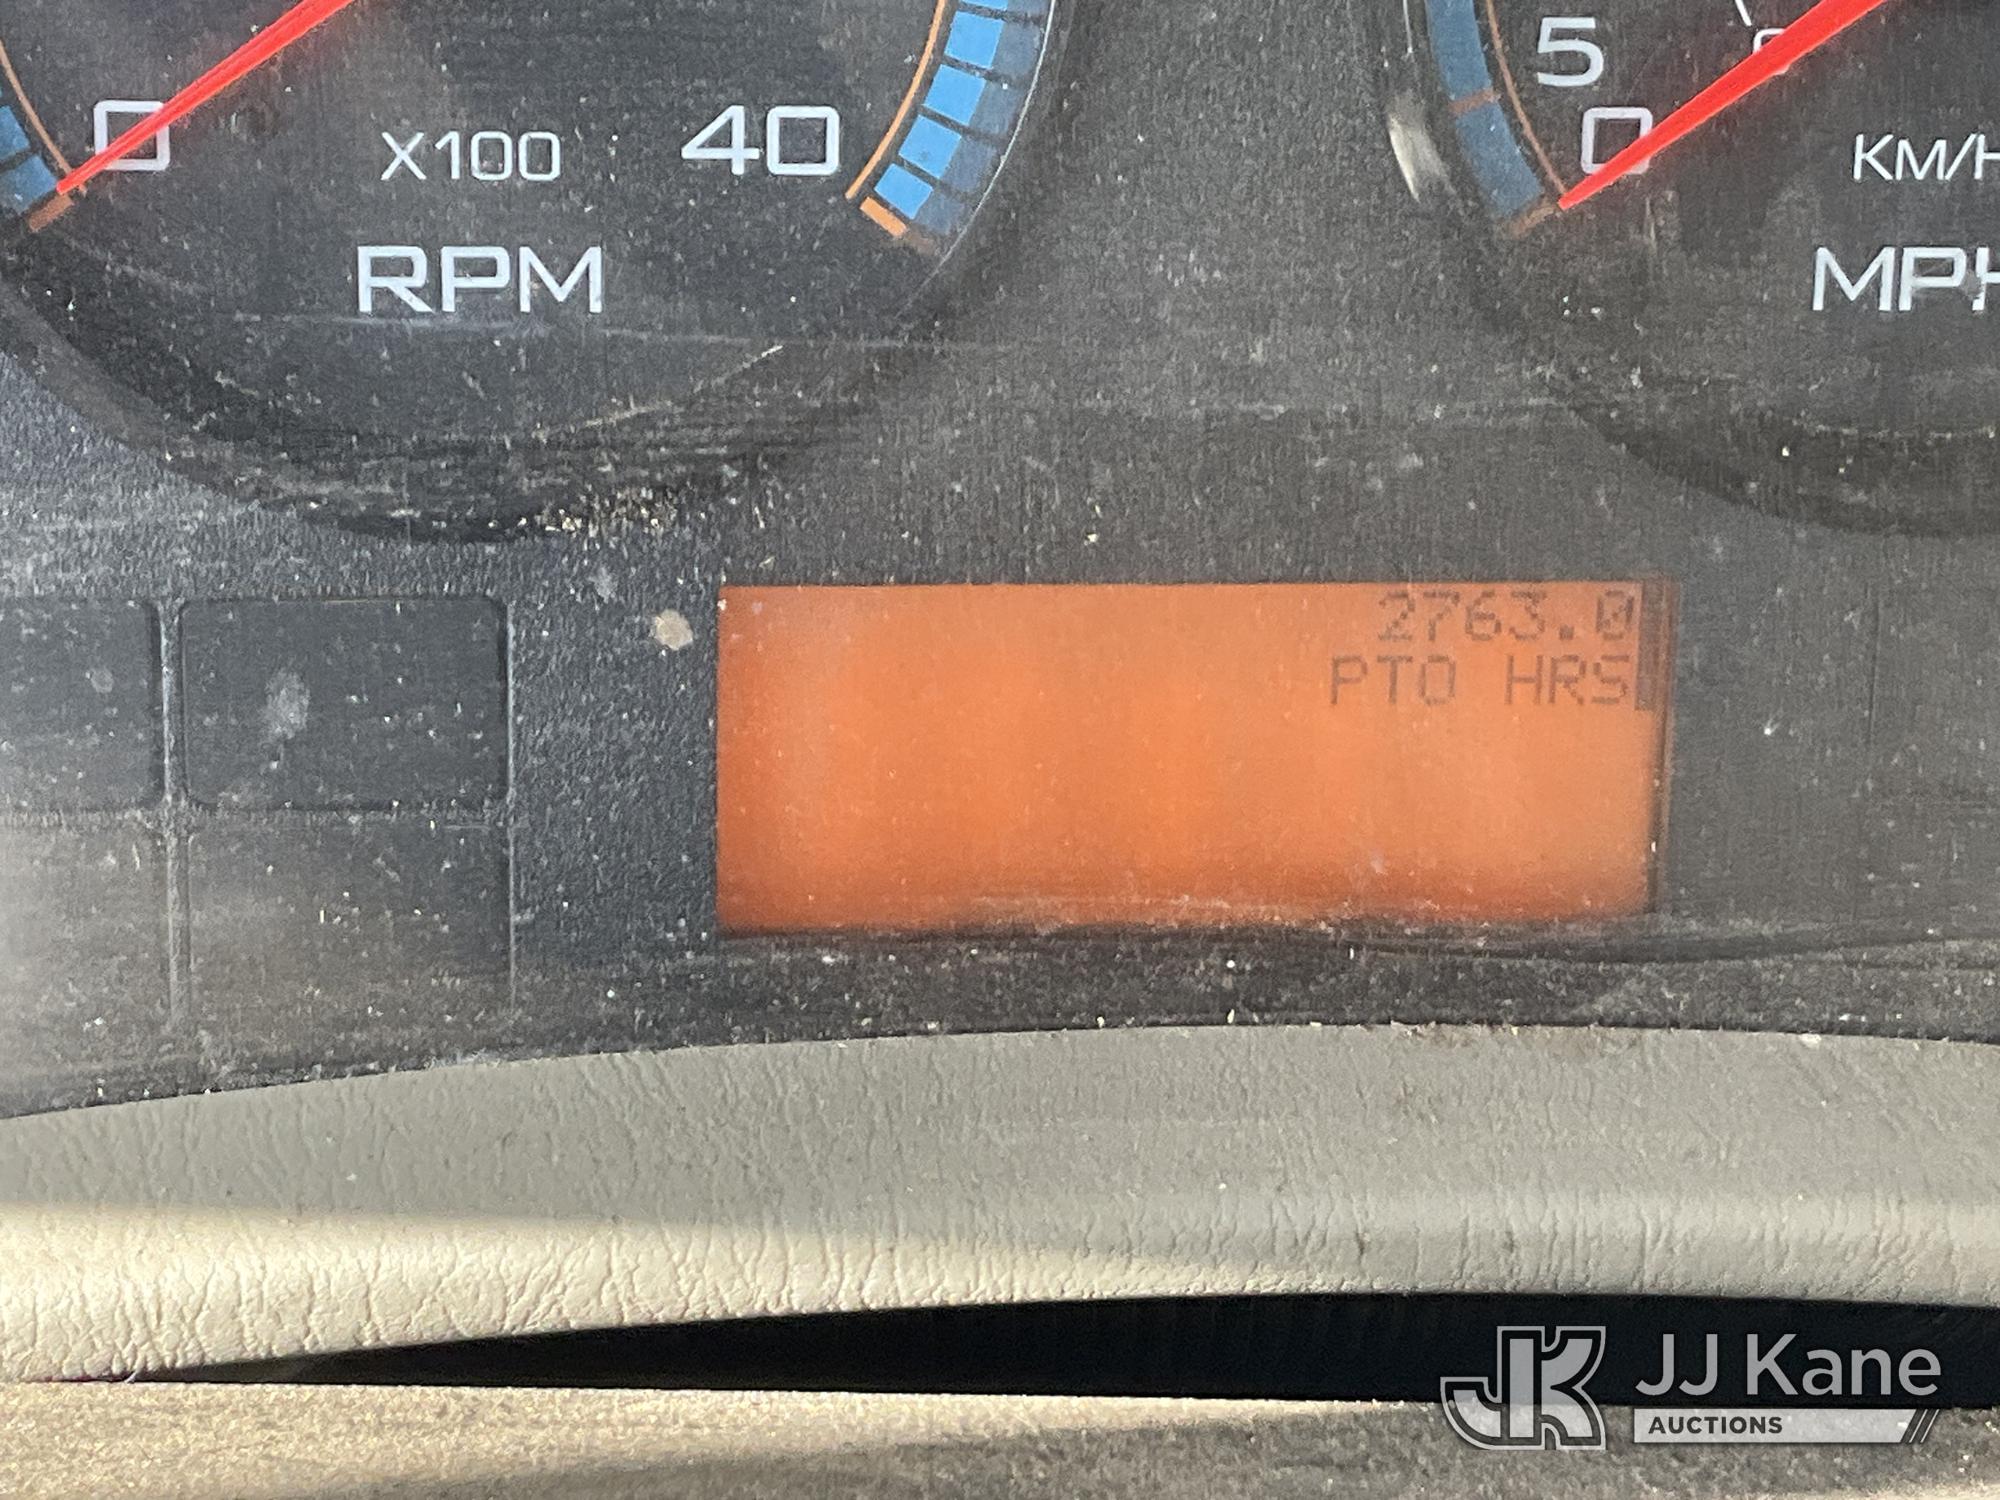 5
0
0
X100
40
KM/H
RPM
MPH
2763.0
PTO HRS
JJ Kane
AUCTIONS